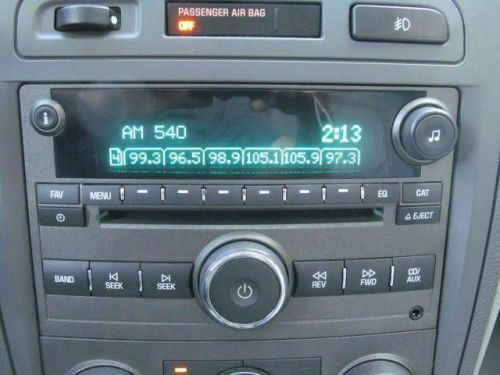 PASSENGER AIR BAG
OFF
i
AM 540 2:13
4 99.3 96.5 98.9 105.1 105.9 97.3
FAV MENU EQ CAT
EJECT
BAND SEEK SEEK REV FWD CD/
AUX